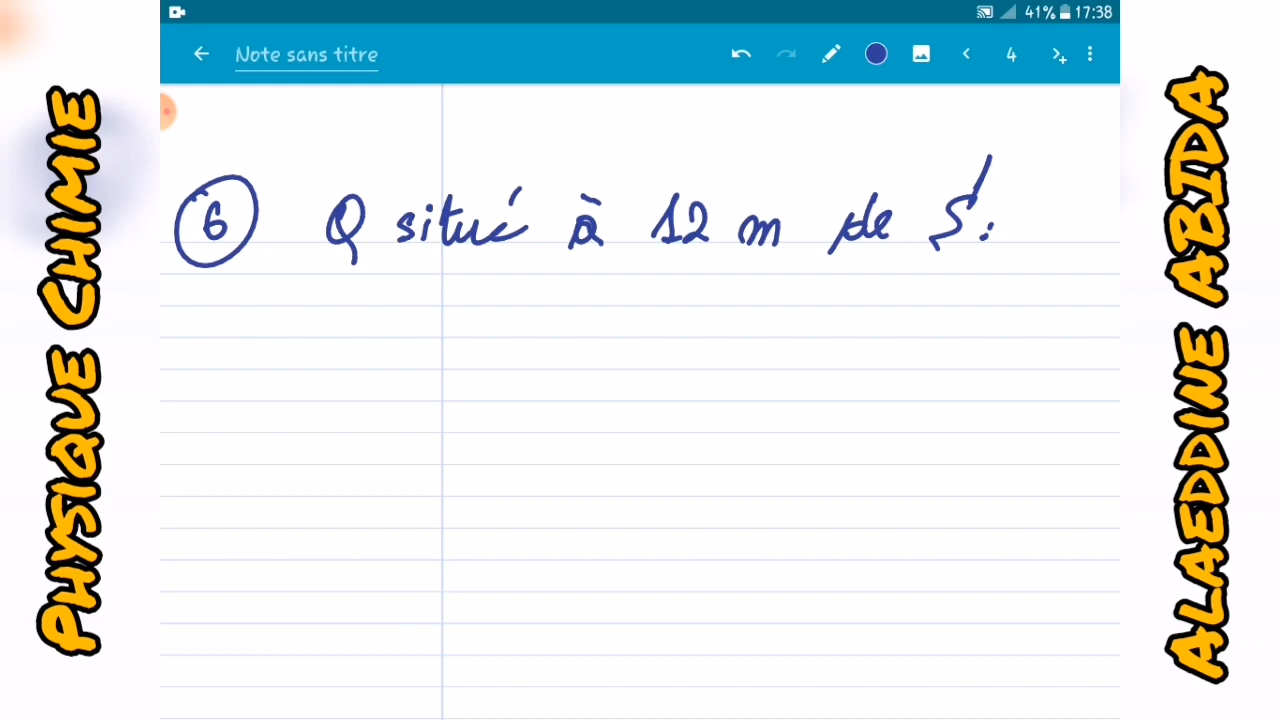 41% 17:38
Note sans titre
4
PHYSIQUE CHIMIE
⑥ Q situé à 12 m de S :
ALAEDDINE ABIDA